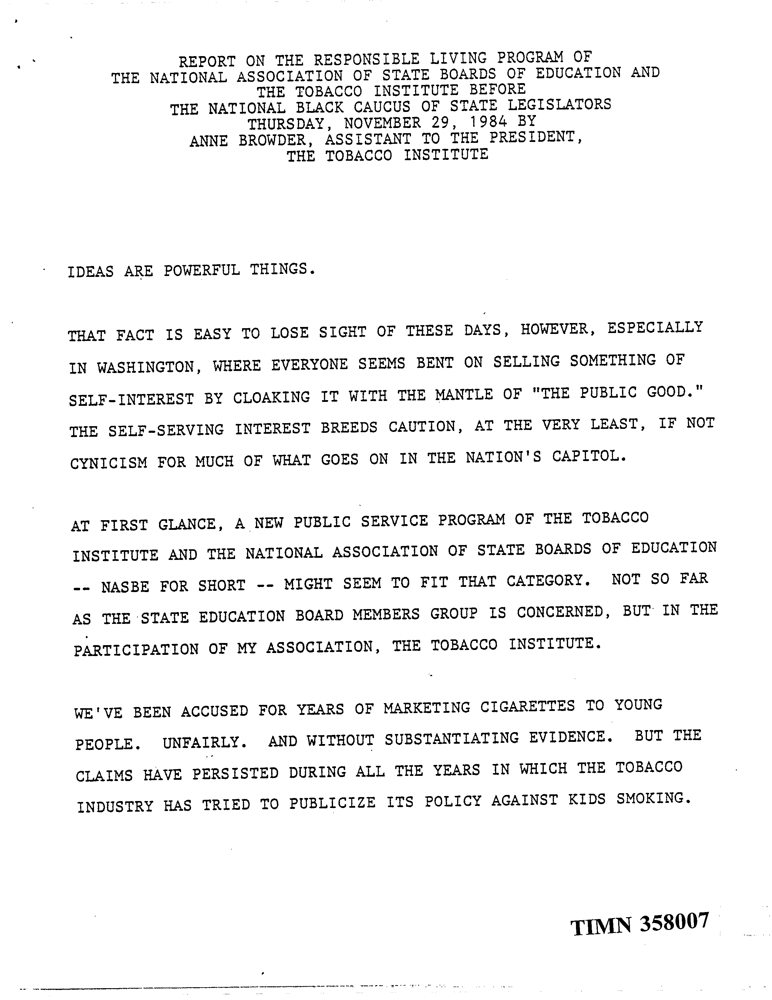 REPORT ON THE RESPONSIBLE LIVING PROGRAM OF
THE NATIONAL ASSOCIATION OF STATE BOARDS OF EDUCATION AND
THE TOBACCO INSTITUTE BEFORE
THE NATIONAL BLACK CAUCUS OF STATE LEGISLATORS
THURSDAY, NOVEMBER 29, 1984 BY
ANNE BROWDER, ASSISTANT TO THE PRESIDENT,
THE TOBACCO INSTITUTE
IDEAS ARE POWERFUL THINGS.
THAT FACT IS EASY TO LOSE SIGHT OF THESE DAYS, HOWEVER, ESPECIALLY
IN WASHINGTON, WHERE EVERYONE SEEMS BENT ON SELLING SOMETHING OF
SELF-INTEREST BY CLOAKING IT WITH THE MANTLE OF "THE PUBLIC GOOD."
THE SELF-SERVING INTEREST BREEDS CAUTION, AT THE VERY LEAST, IF NOT
CYNICISM FOR MUCH OF WHAT GOES ON IN THE NATION'S CAPITOL.
AT FIRST GLANCE, A NEW PUBLIC SERVICE PROGRAM OF THE TOBACCO
INSTITUTE AND THE NATIONAL ASSOCIATION OF STATE BOARDS OF EDUCATION
-- NASBE FOR SHORT -- MIGHT SEEM TO FIT THAT CATEGORY. NOT SO FAR
AS THE STATE EDUCATION BOARD MEMBERS GROUP IS CONCERNED, BUT IN THE
PARTICIPATION OF MY ASSOCIATION, THE TOBACCO INSTITUTE.
WE'VE BEEN ACCUSED FOR YEARS OF MARKETING CIGARETTES TO YOUNG
PEOPLE. UNFAIRLY. AND WITHOUT SUBSTANTIATING EVIDENCE. BUT THE
CLAIMS HAVE PERSISTED DURING ALL THE YEARS IN WHICH THE TOBACCO
INDUSTRY HAS TRIED TO PUBLICIZE ITS POLICY AGAINST KIDS SMOKING.
TIMN 358007